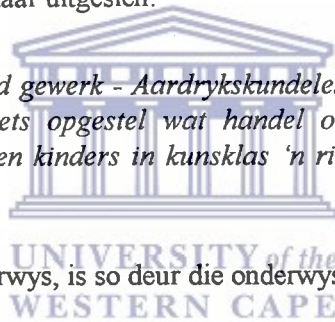 aar uitgesien.
d gewerk - Aardrykskundeles
ets opgestel wat handel o
en kinders in kunsklas 'n ri
UNIVERSITY of the
erwys, is so deur die onderwys
WESTERN CAPE